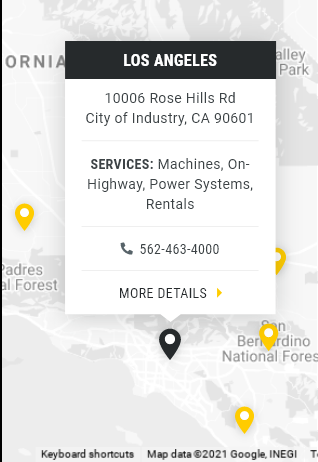 ORNIA
LOS ANGELES
alley
Park
10006 Rose Hills Rd
City of Industry, CA 90601
SERVICES: Machines, On-
Highway, Power Systems,
Rentals
562-463-4000
MORE DETAILS
Padres
al Forest
San
Bernardino
National Fores
Keyboard shortcuts Map data ©2021 Google, INEGI T